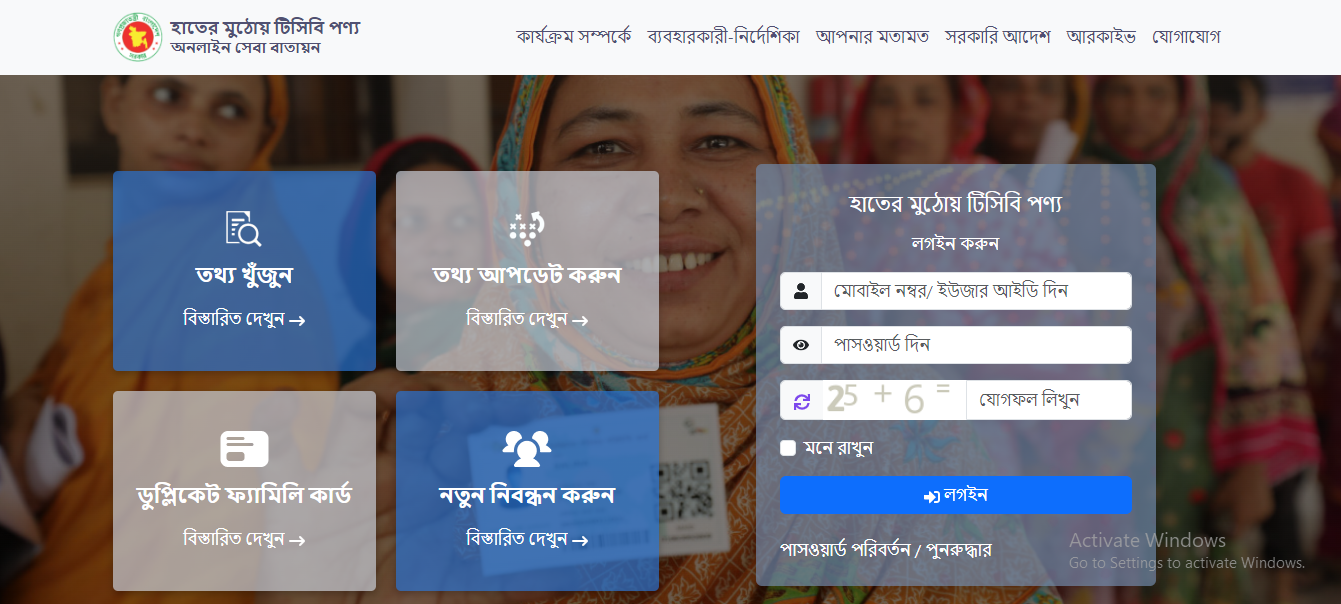 হাতের মুঠোয় টিসিবি পণ্য
অনলাইন সেবা বাতায়ন
কার্যক্রম সম্পর্কে ব্যবহারকারী-নির্দেশিকা আপনার মতামত সরকারি আদেশ আরকাইভ যোগাযোগ
তথ্য খুঁজুন
বিস্তারিত দেখুন →
তথ্য আপডেট করুন
বিস্তারিত দেখুন →
ডুপ্লিকেট ফ্যামিলি কার্ড
বিস্তারিত দেখুন →
নতুন নিবন্ধন করুন
বিস্তারিত দেখুন →
হাতের মুঠোয় টিসিবি পণ্য
লগইন করুন
মোবাইল নম্বর/ ইউজার আইডি দিন
পাসওয়ার্ড দিন
25 + 6 = যোগফল লিখুন
মনে রাখুন
লগইন
পাসওয়ার্ড পরিবর্তন / পুনরুদ্ধার
Activate Windows
Go to Settings to activate Windows.